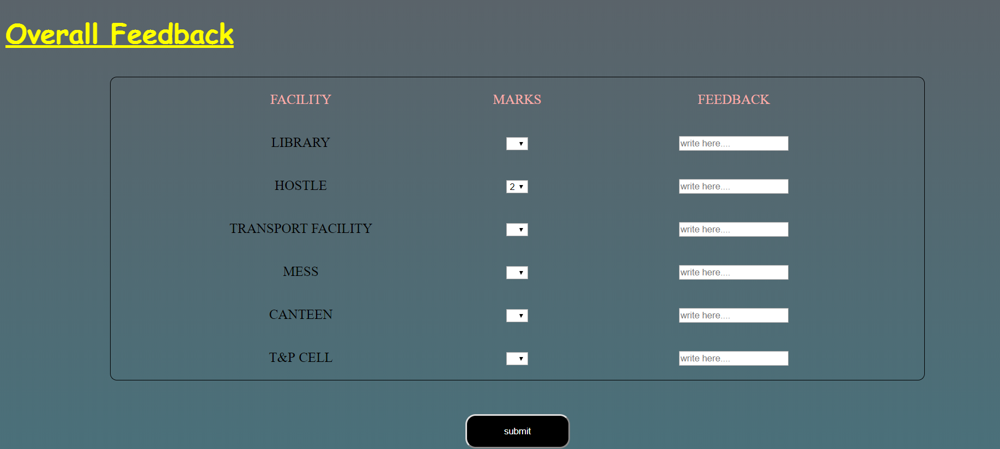 Overall Feedback
FACILITY MARKS FEEDBACK
LIBRARY write here....
HOSTLE 2 write here....
TRANSPORT FACILITY write here....
MESS write here....
CANTEEN write here....
T&P CELL write here....
submit